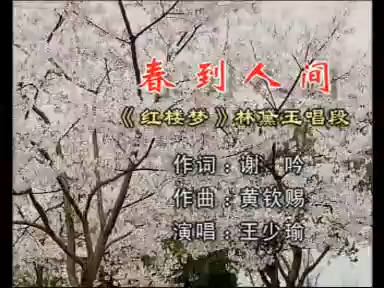 春到人间
《红楼梦》林黛玉唱段
作词：谢 吟
作曲：黄钦赐
演唱：王少瑜